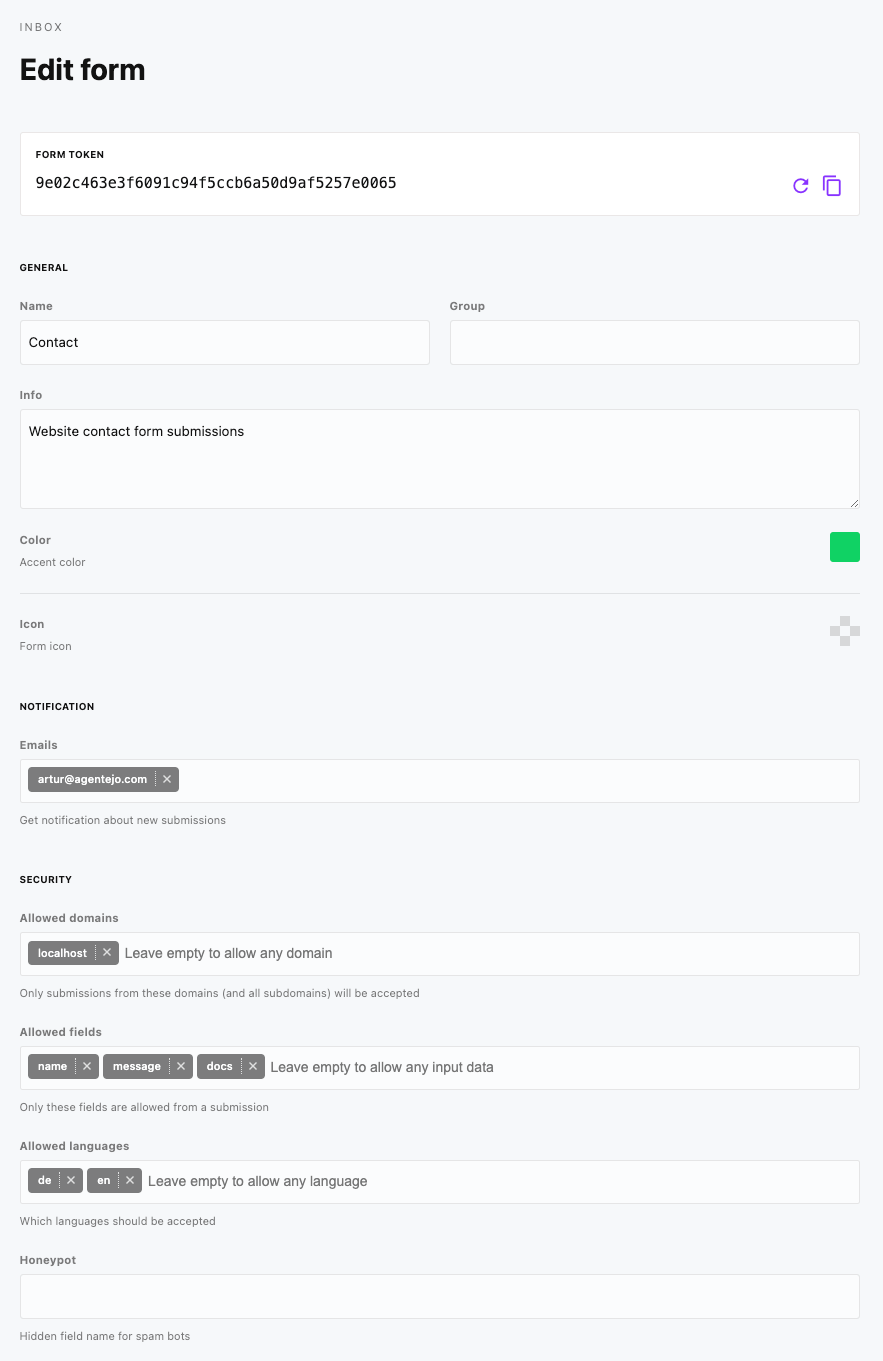 INBOX
Edit form
FORM TOKEN
9e02c463e3f6091c94f5ccb6a50d9af5257e0065
GENERAL
Name Group
Contact
Info
Website contact form submissions
Color
Accent color
Icon
Form icon
NOTIFICATION
Emails
artur@agentejo.com
Get notification about new submissions
SECURITY
Allowed domains
localhost Leave empty to allow any domain
Only submissions from these domains (and all subdomains) will be accepted
Allowed fields
name message docs Leave empty to allow any input data
Only these fields are allowed from a submission
Allowed languages
de en Leave empty to allow any language
Which languages should be accepted
Honeypot
Hidden field name for spam bots